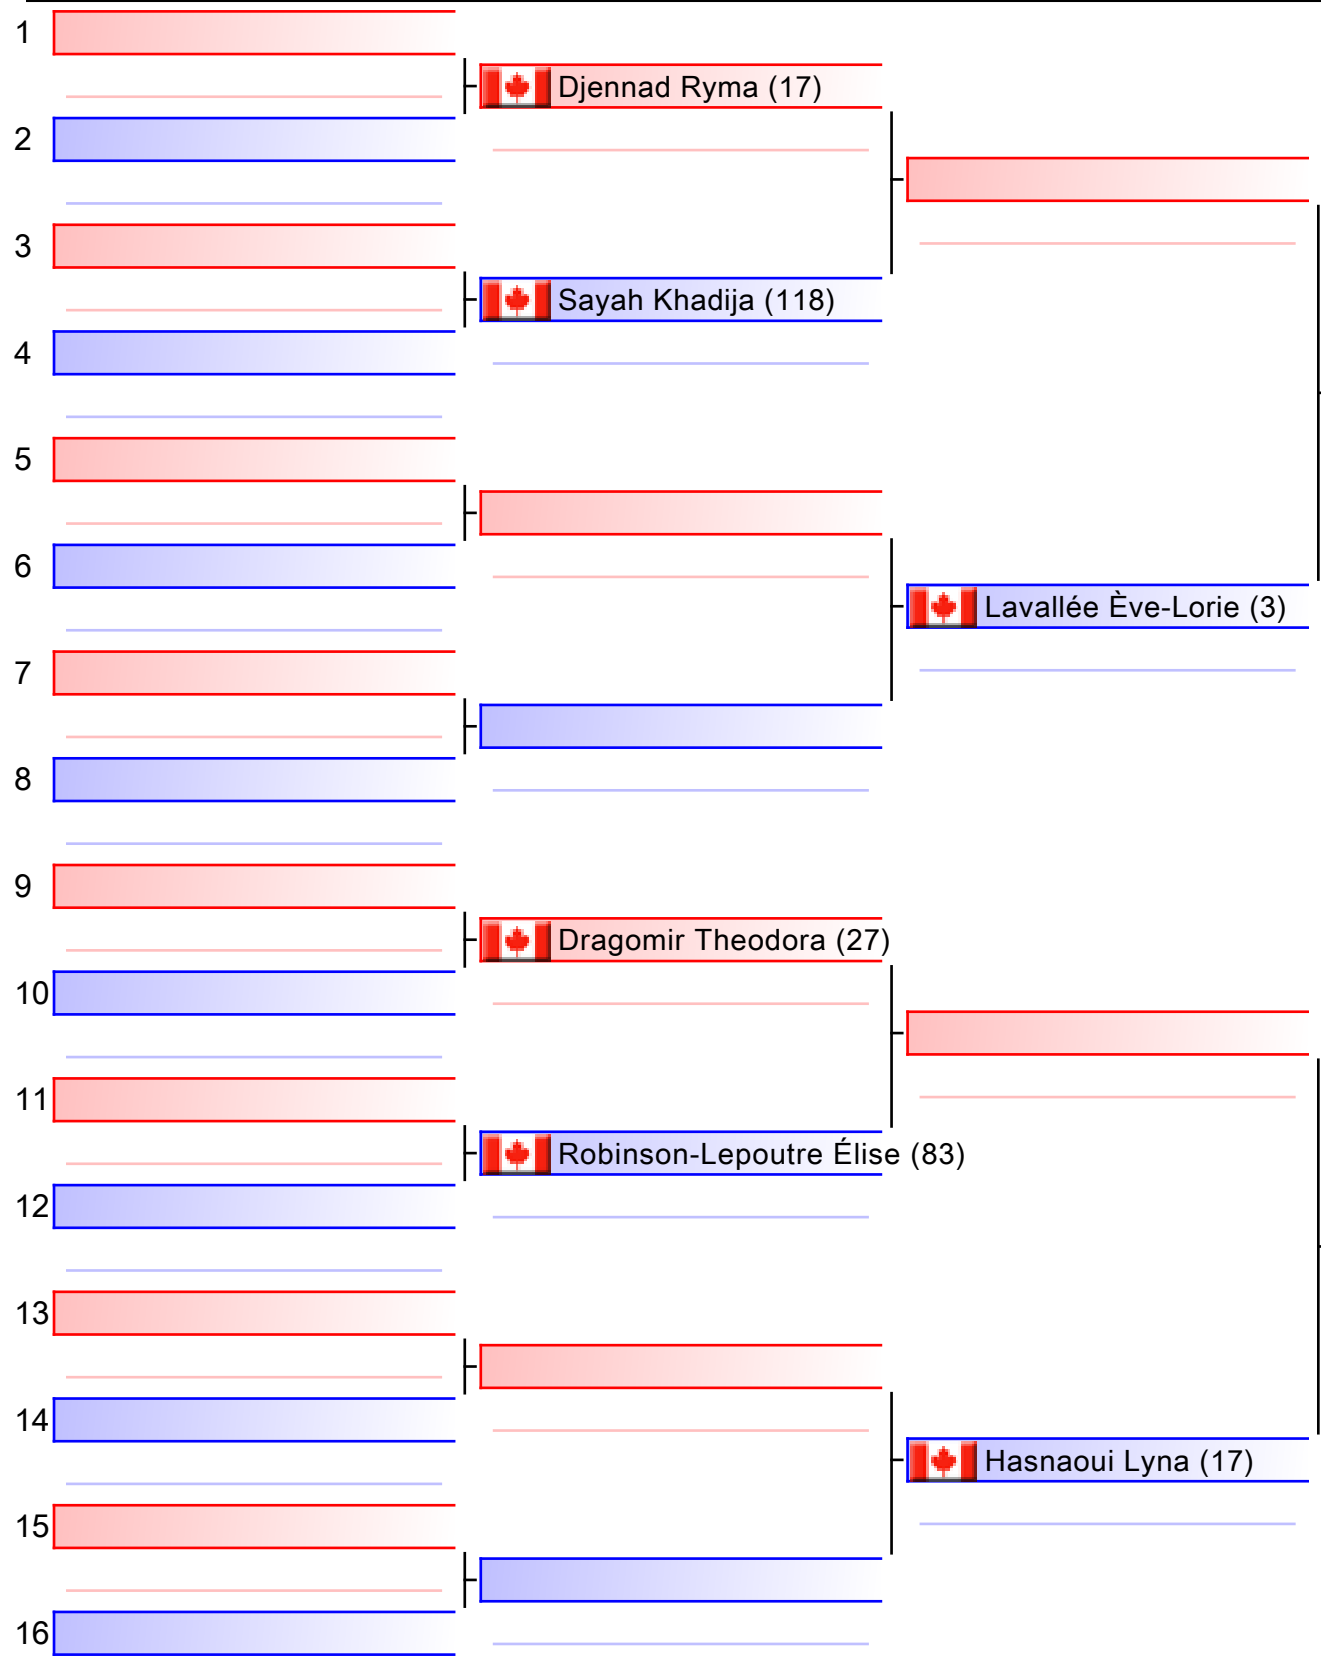 1
Djennad Ryma (17)
2
3
Sayah Khadija (118)
4
5
6
Lavallée Ève-Lorie (3)
7
8
9
Dragomir Theodora (27)
10
11
Robinson-Lepoutre Élise (83)
12
13
14
Hasnaoui Lyna (17)
15
16